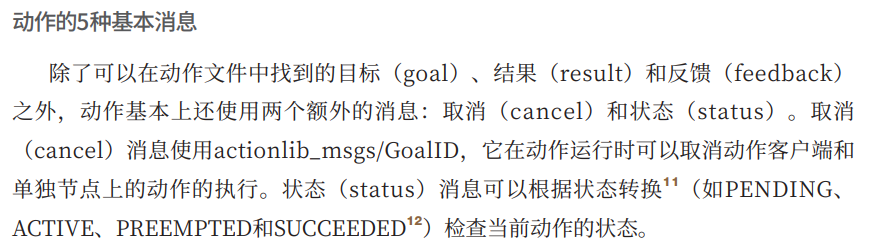 动作的5种基本消息
除了可以在动作文件中找到的目标（goal）、结果（result）和反馈（feedback）
之外，动作基本上还使用两个额外的消息：取消（cancel）和状态（status）。取消
（cancel）消息使用actionlib_msgs/GoalID，它在动作运行时可以取消动作客户端和
单独节点上的动作的执行。状态（status）消息可以根据状态转换11（如PENDING、
ACTIVE、PREEMPTED和SUCCEEDED12）检查当前动作的状态。